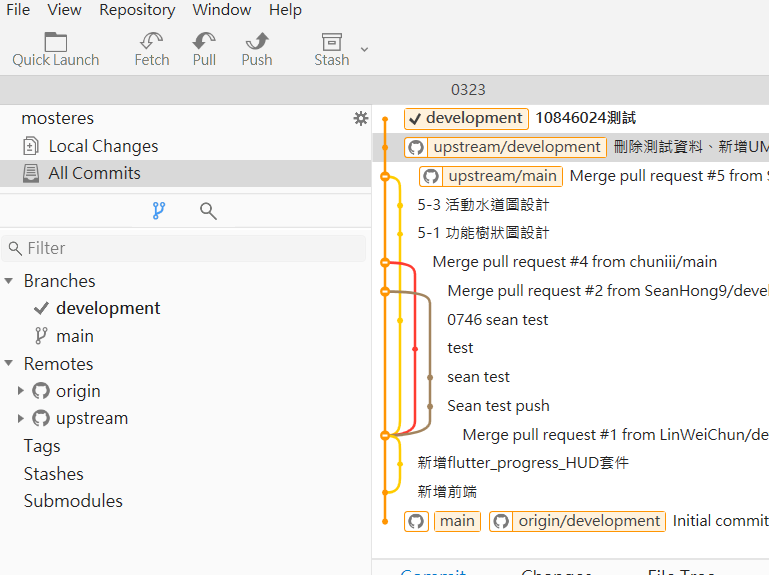 File View Repository Window Help
Quick Launch Fetch Pull Push Stash
0323
mosteres
Local Changes
All Commits
Filter
Branches
development
main
Remotes
origin
upstream
Tags
Stashes
Submodules
development 10846024測試
upstream/development 刪除測試資料、新增UM
upstream/main Merge pull request #5 from S
5-3 活動水道圖設計
5-1 功能樹狀圖設計
Merge pull request #4 from chuniii/main
Merge pull request #2 from SeanHong9/devel
0746 sean test
test
sean test
Sean test push
Merge pull request #1 from LinWeiChun/de
新增flutter_progress_HUD套件
新增前端
main origin/development Initial commit
Commit Changes File Tree